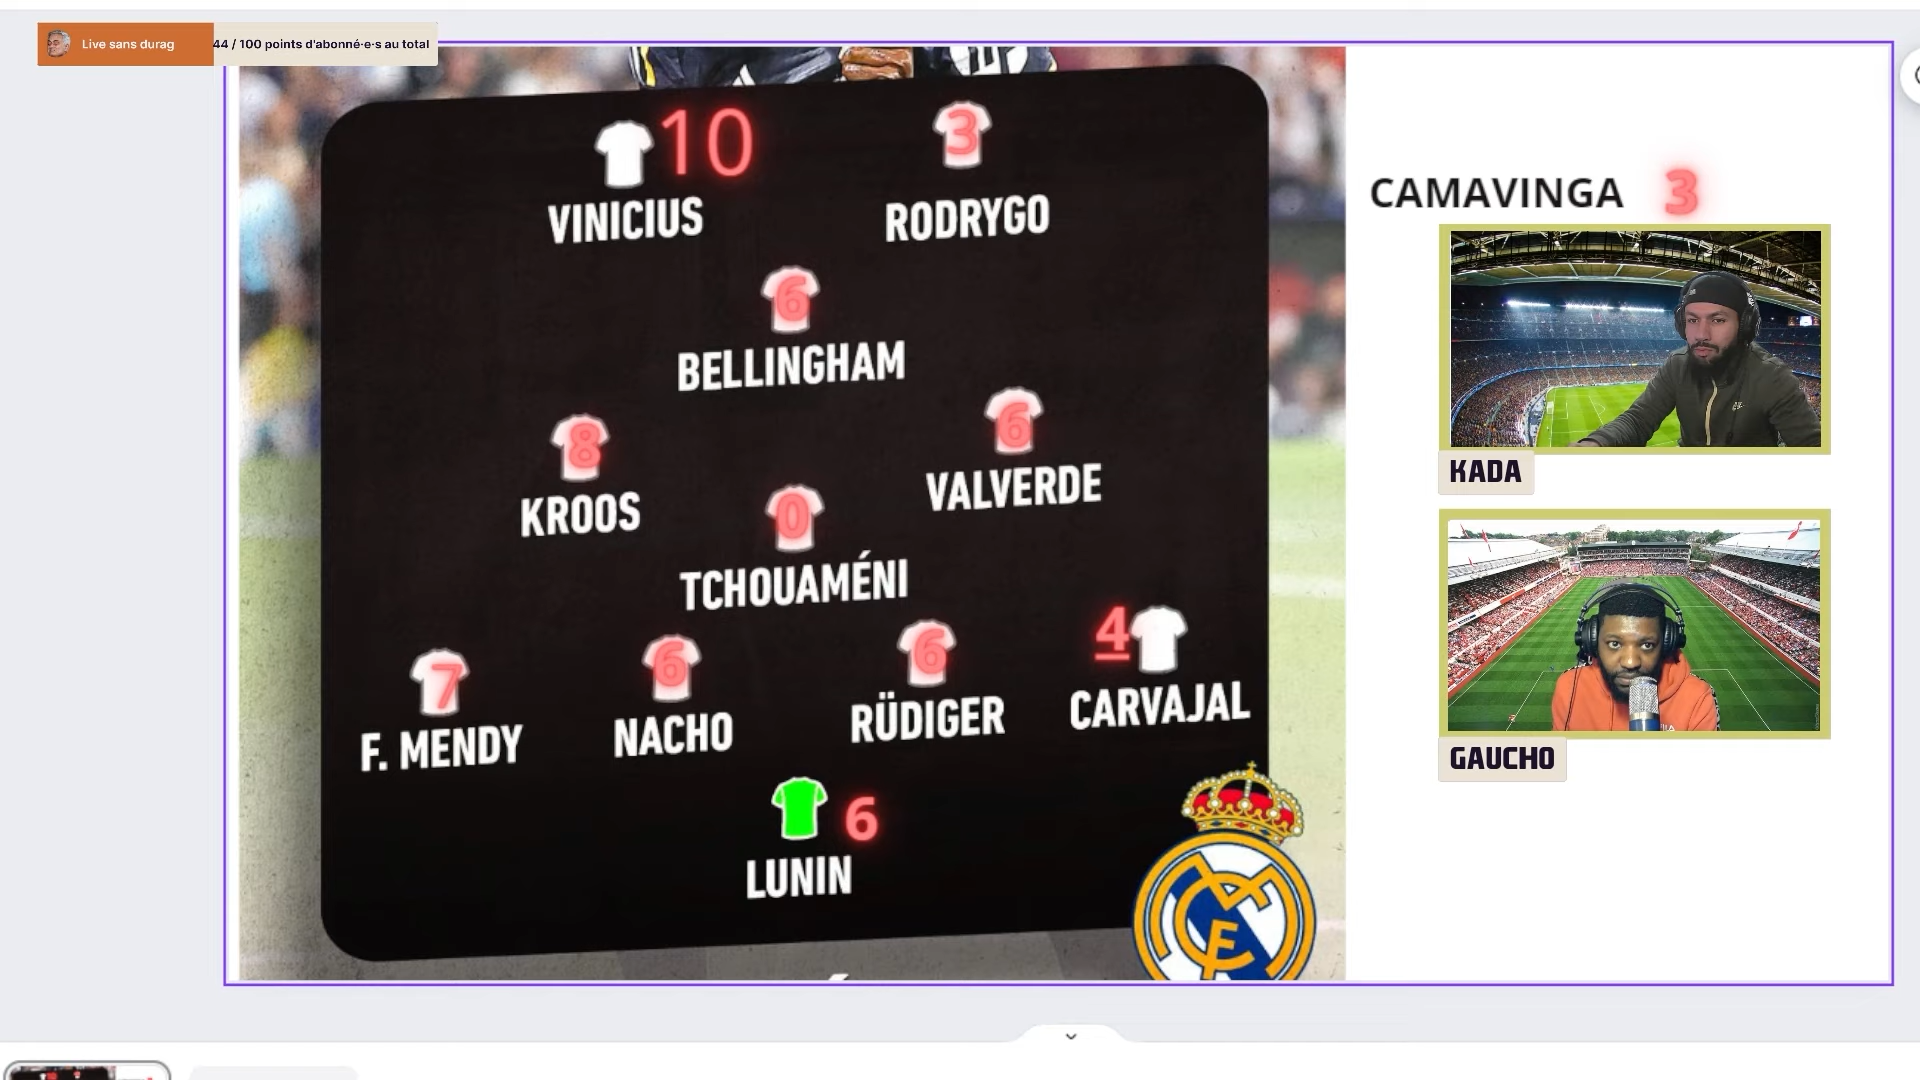 Live sans durag
44 / 100 points d'abonné·e·s au total
10
3
VINICIUS
RODRYGO
CAMAVINGA 3
6
BELLINGHAM
8
6
KROOS
VALVERDE
0
TCHOUAMÉNI
KADA
7
6
6
4
F. MENDY
NACHO
RÜDIGER
CARVAJAL
GAUCHO
6
LUNIN